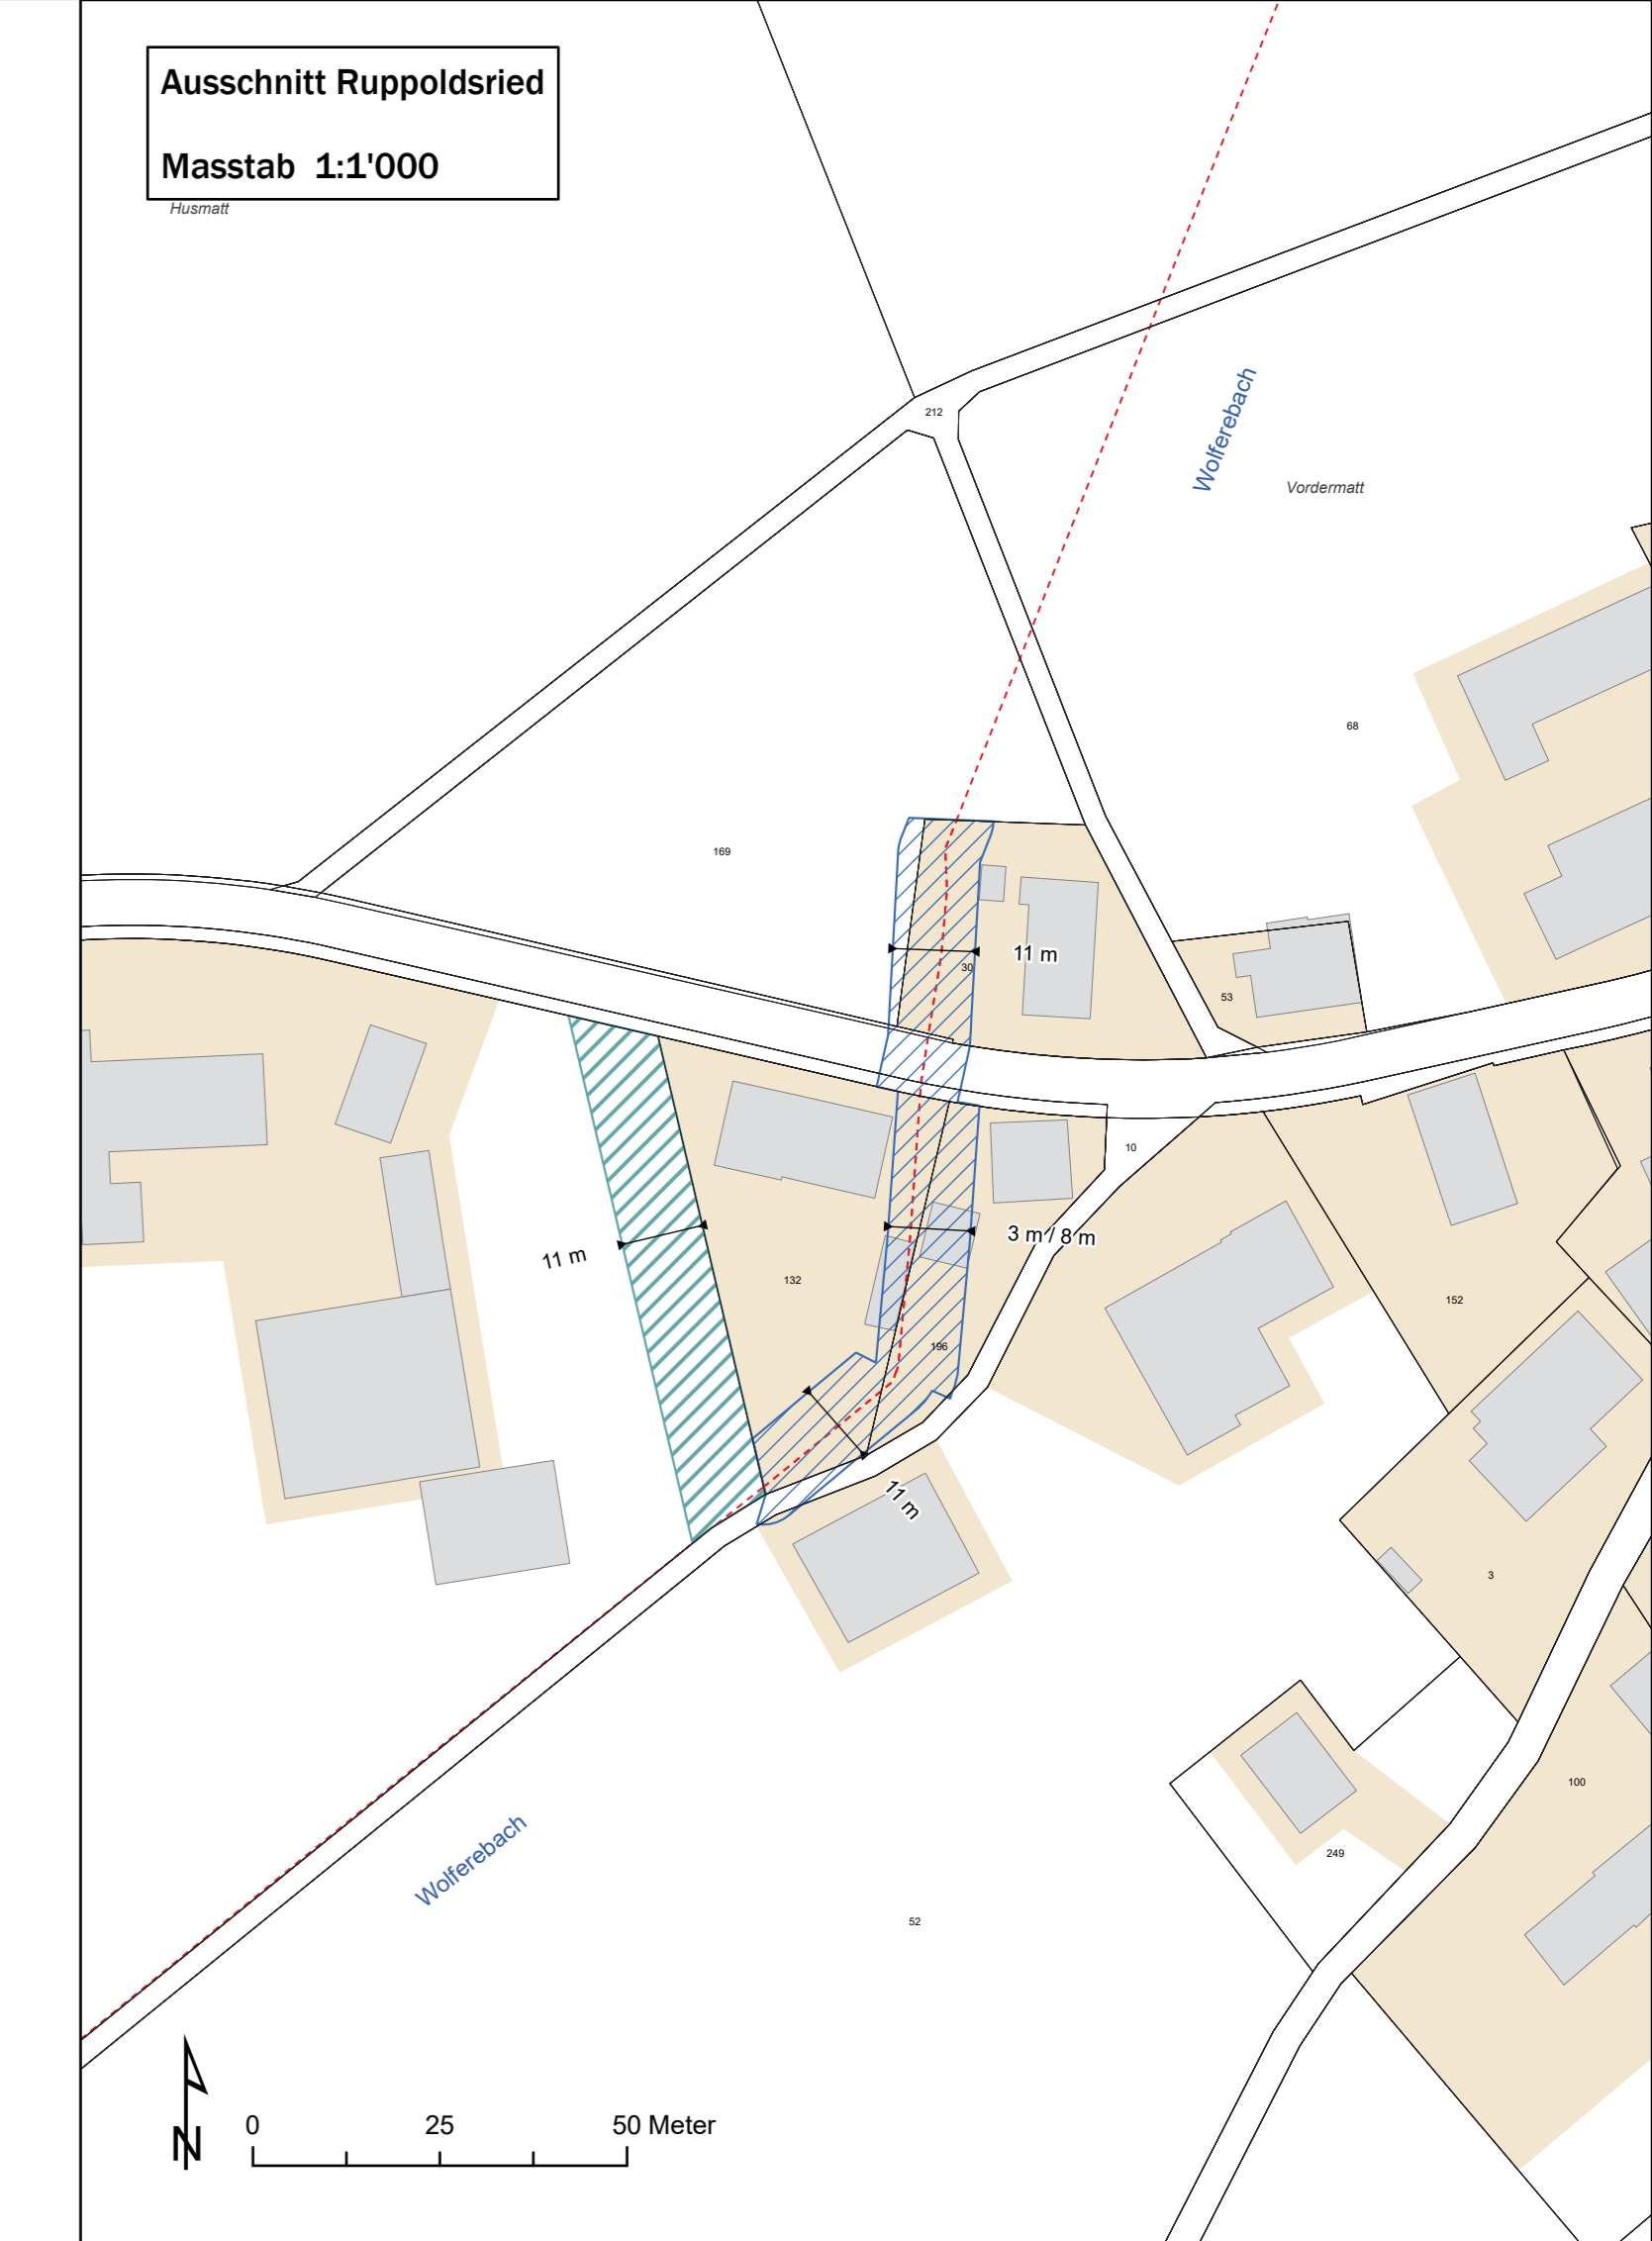 Ausschnitt Ruppoldsried
Masstab 1:1'000
Husmatt
212
Wolferebach
Vordermatt
68
169
11 m
30
53
10
3 m / 8 m
11 m
132
152
196
11 m
3
100
Wolferebach
249
52
N
0 25 50 Meter